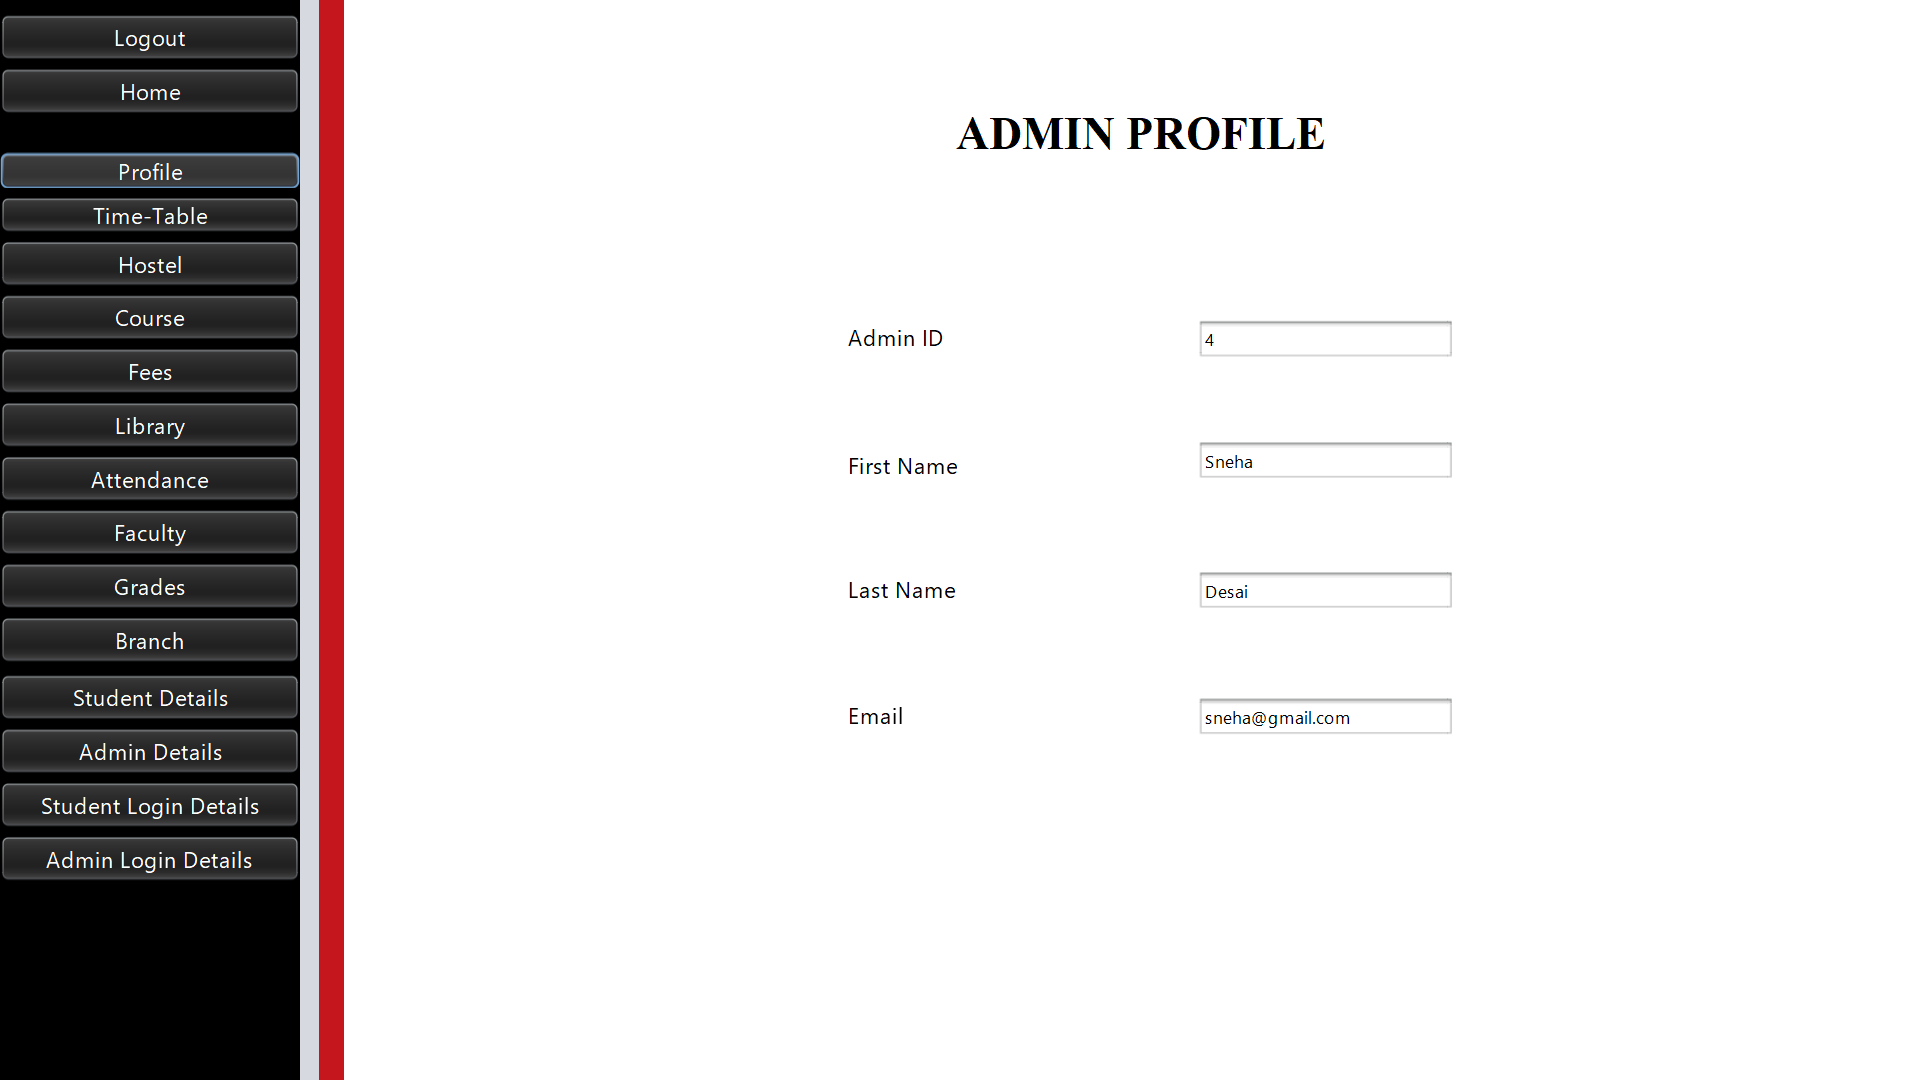 Logout
Home
Profile
Time-Table
Hostel
Course
Fees
Library
Attendance
Faculty
Grades
Branch
Student Details
Admin Details
Student Login Details
Admin Login Details
ADMIN PROFILE
Admin ID 4
First Name Sneha
Last Name Desai
Email sneha@gmail.com